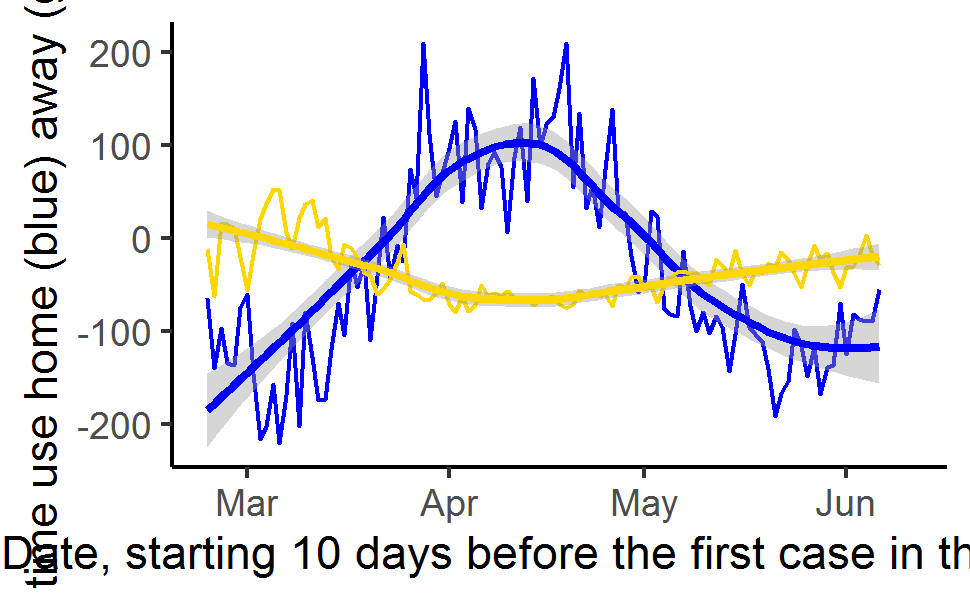 time use home (blue) away (
200
100
0
-100
-200
Mar Apr May Jun
Date, starting 10 days before the first case in th